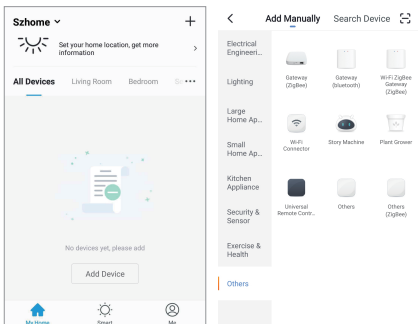 Szhome
Set your home location, get more
information
All Devices Living Room Bedroom
No devices yet, please add
Add Device
My Home Smart Me
Add Manually Search Device
Electrical
Engineeri...
Lighting
Large
Home Ap...
Small
Home Ap...
Kitchen
Appliance
Security &
Sensor
Exercise &
Health
Others
Gateway
(ZigBee)
Gateway
(bluetooth)
Wi-Fi ZigBee
Gateway
(ZigBee)
Wi-Fi
Connector
Story Machine
Plant Grawer
Universal
Remote Contr...
Others
Others
(ZigBee)